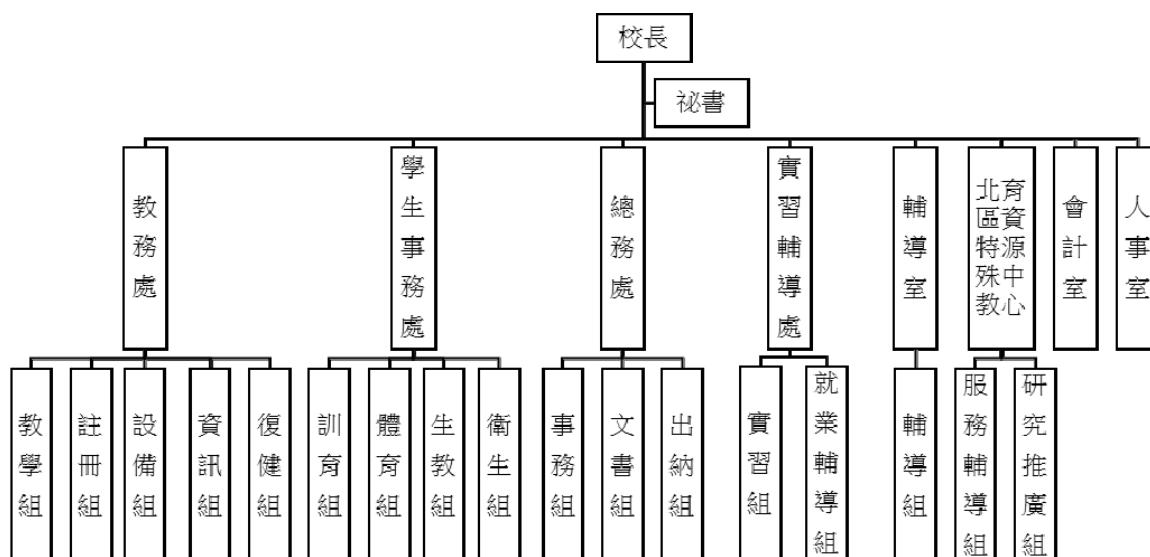 校長
祕書
教務處
學生事務處
總務處
實習輔導處
輔導室
北區特殊教
育資源中心
會計室
人事室
教學組
註冊組
設備組
資訊組
復健組
訓育組
體育組
生教組
衛生組
事務組
文書組
出納組
實習組
就業輔導組
輔導組
服務輔導組
研究推廣組